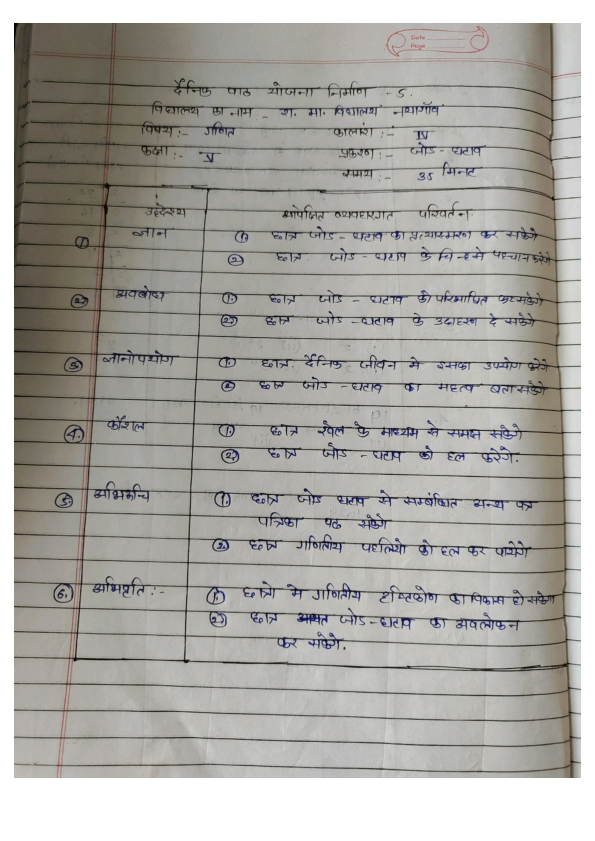 Date
Page
दैनिक पाठ योजना निर्माण - 5.
विद्यालय का नाम - रा. मा. विद्यालय नयागाँव
विषय :- गणित कालांश :- IV
कक्षा :- V प्रकरण :- जोड - घटाव
समय :- 35 मिनट
उद्देश्य अपेक्षित व्यवहारगत परिवर्तन
① ज्ञान ① छात्र जोड - घटाव का प्रत्यास्मरण कर सकेंगे
② छात्र जोड - घटाव के चिन्ह से पहचान करेंगे
② अवबोध ① छात्र जोड - घटाव को परिभाषित कर सकेंगे
② छात्र जोड - घटाव के उदाहरण दे सकेंगे
③ ज्ञानोपयोग ① छात्र दैनिक जीवन मे इसका उपयोग करेंगे
② छात्र जोड - घटाव का महत्व बता सकेंगे
④ कौशल ① छात्र खेल के माध्यम से समझ सकेंगे
② छात्र जोड - घटाव को हल करेंगे.
⑤ अभिरूचि ① छात्र जोड घटाव से सम्बंधित अन्य पत्र
पत्रिका पढ सकेंगे
② छात्र गणितीय पहलियो को हल कर पायेगे
⑥ अभिवृति :- ① छात्रो मे गणितीय दृष्टिकोण का विकास हो सकेगा
② छात्र जोड-घटाव का अवलोकन
कर सकेंगे.